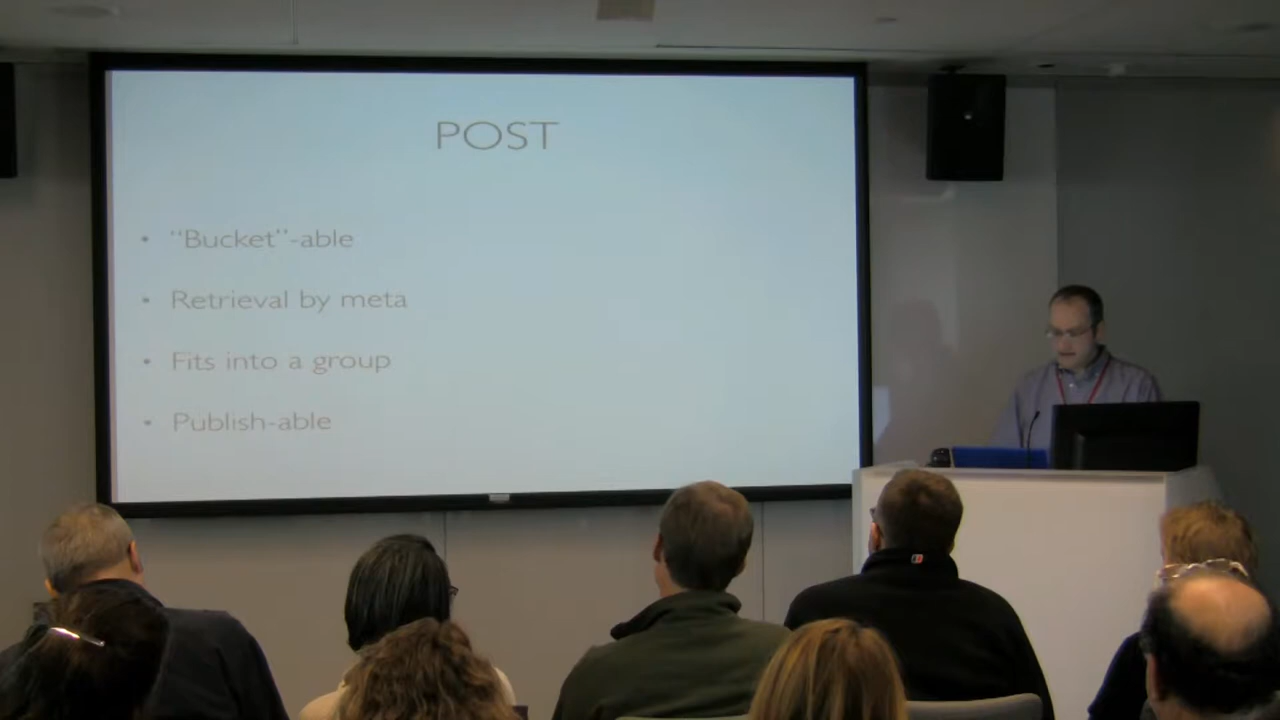 POST
• “Bucket”-able
• Retrieval by meta
• Fits into a group
• Publish-able